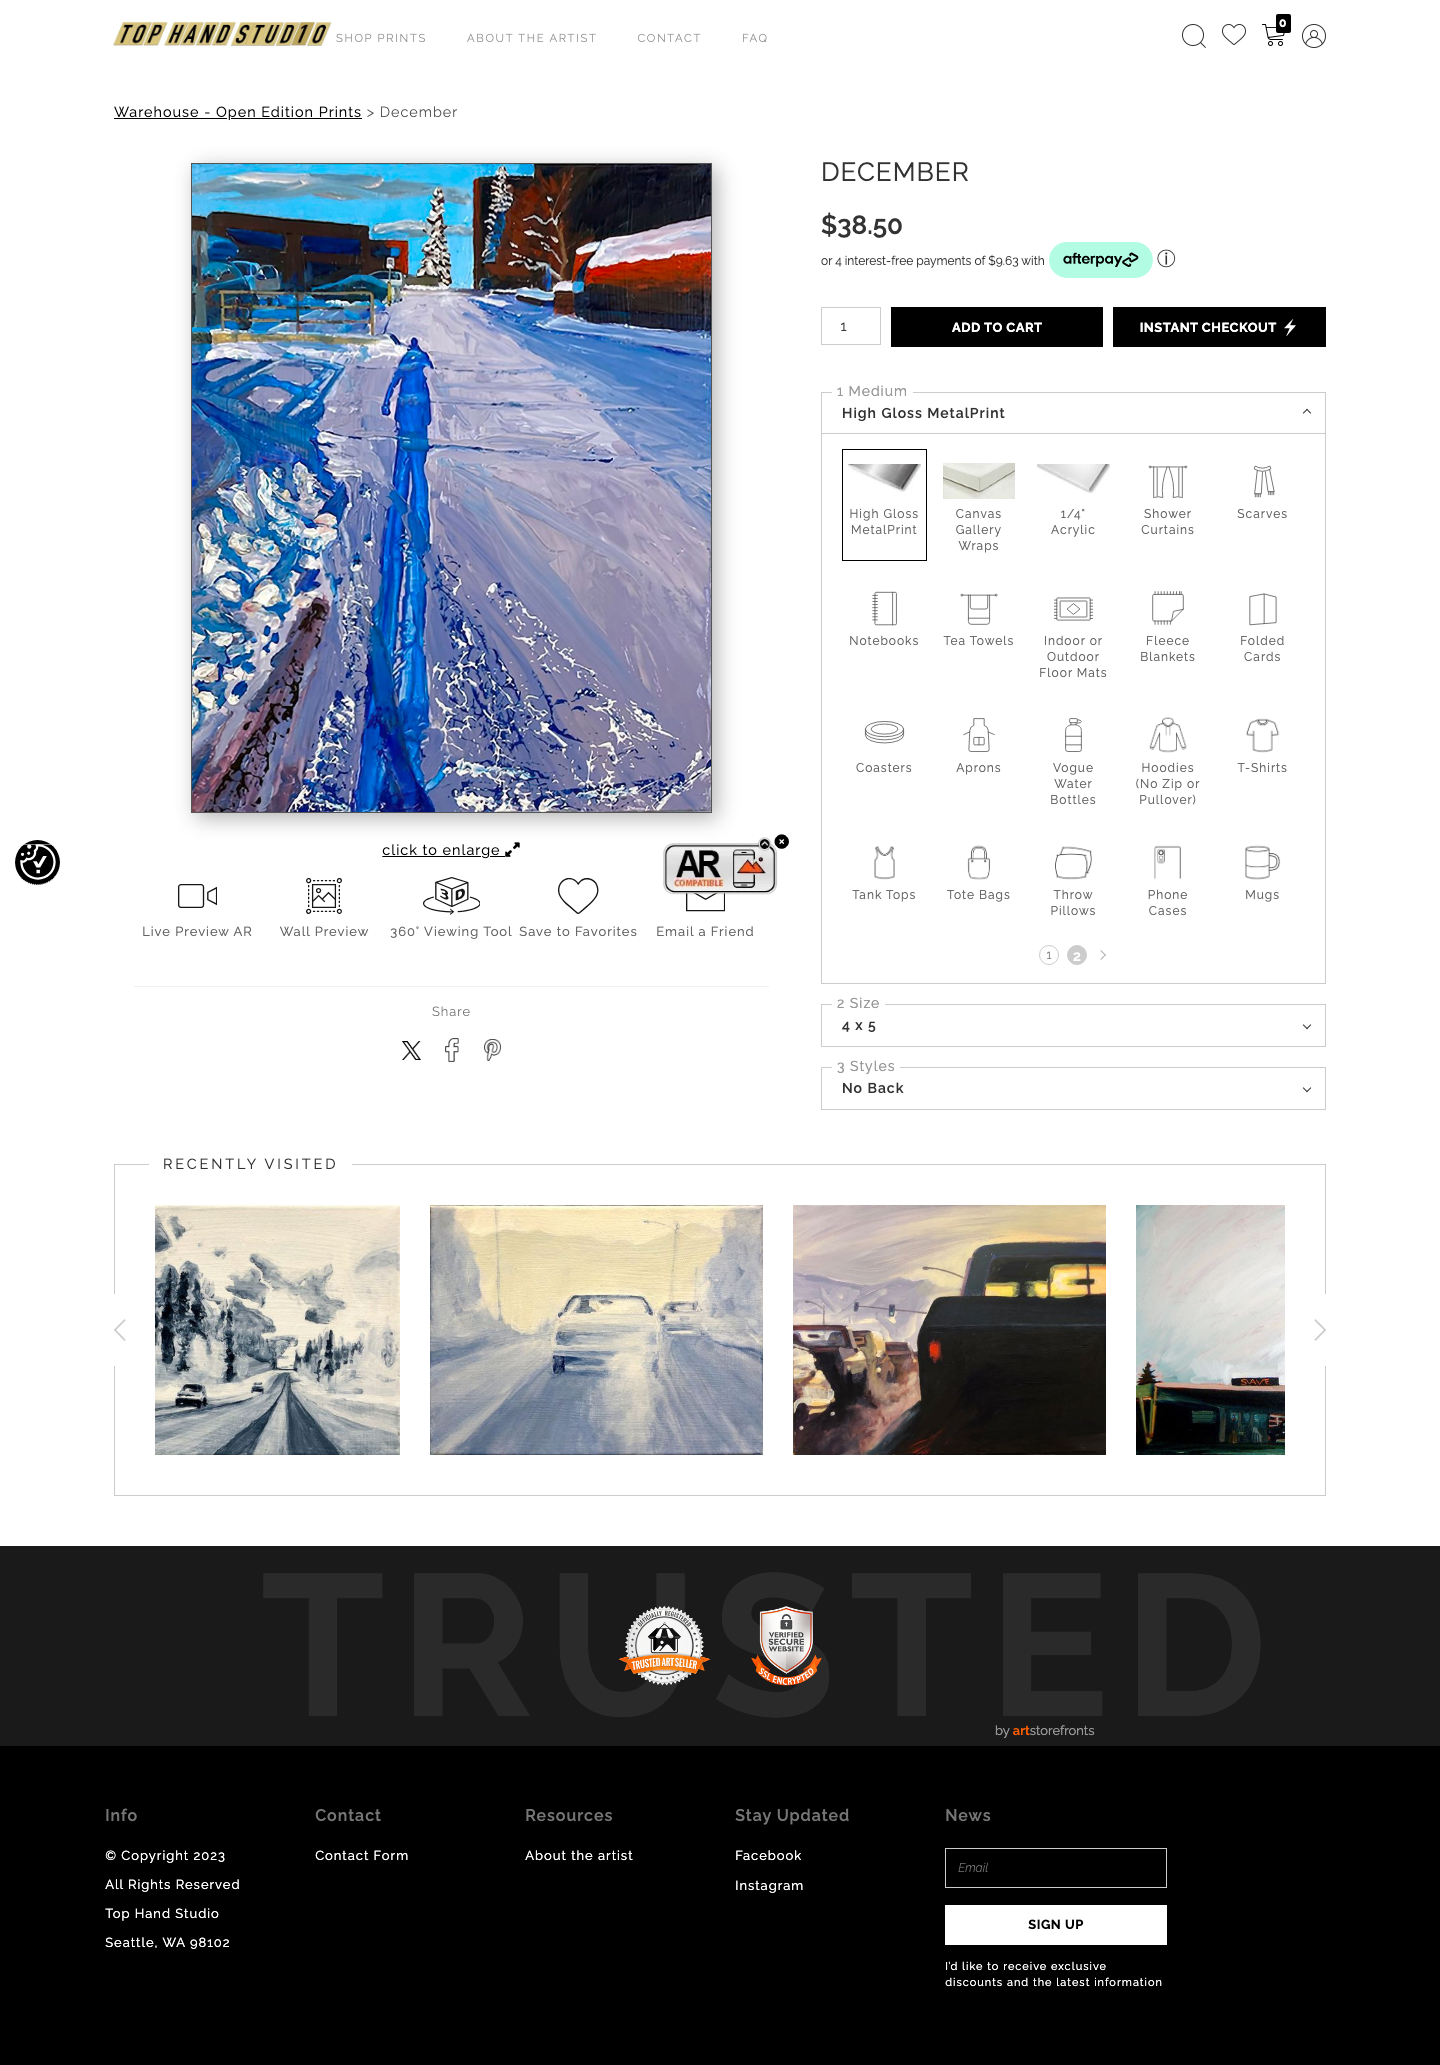 TOP HAND STUD10
SHOP PRINTS
ABOUT THE ARTIST
CONTACT
FAQ
0
Warehouse - Open Edition Prints > December
DECEMBER
$38.50
or 4 interest-free payments of $9.63 with afterpay
1
ADD TO CART
INSTANT CHECKOUT
1 Medium
High Gloss MetalPrint
High Gloss
MetalPrint
Canvas
Gallery
Wraps
1/4"
Acrylic
Shower
Curtains
Scarves
Notebooks
Tea Towels
Indoor or
Outdoor
Floor Mats
Fleece
Blankets
Folded
Cards
Coasters
Aprons
Vogue
Water
Bottles
Hoodies
(No Zip or
Pullover)
T-Shirts
Tank Tops
Tote Bags
Throw
Pillows
Phone
Cases
Mugs
1
2
2 Size
4 x 5
3 Styles
No Back
click to enlarge
AR
COMPATIBLE
3D
Live Preview AR
Wall Preview
360° Viewing Tool
Save to Favorites
Email a Friend
Share
RECENTLY VISITED
SAVE
TRUSTED
OFFICIALLY REGISTERED
TRUSTED ART SELLER
VERIFIED
SECURE
WEBSITE
SSL ENCRYPTED
by artstorefronts
Info
© Copyright 2023
All Rights Reserved
Top Hand Studio
Seattle, WA 98102
Contact
Contact Form
Resources
About the artist
Stay Updated
Facebook
Instagram
News
Email
SIGN UP
I'd like to receive exclusive
discounts and the latest information